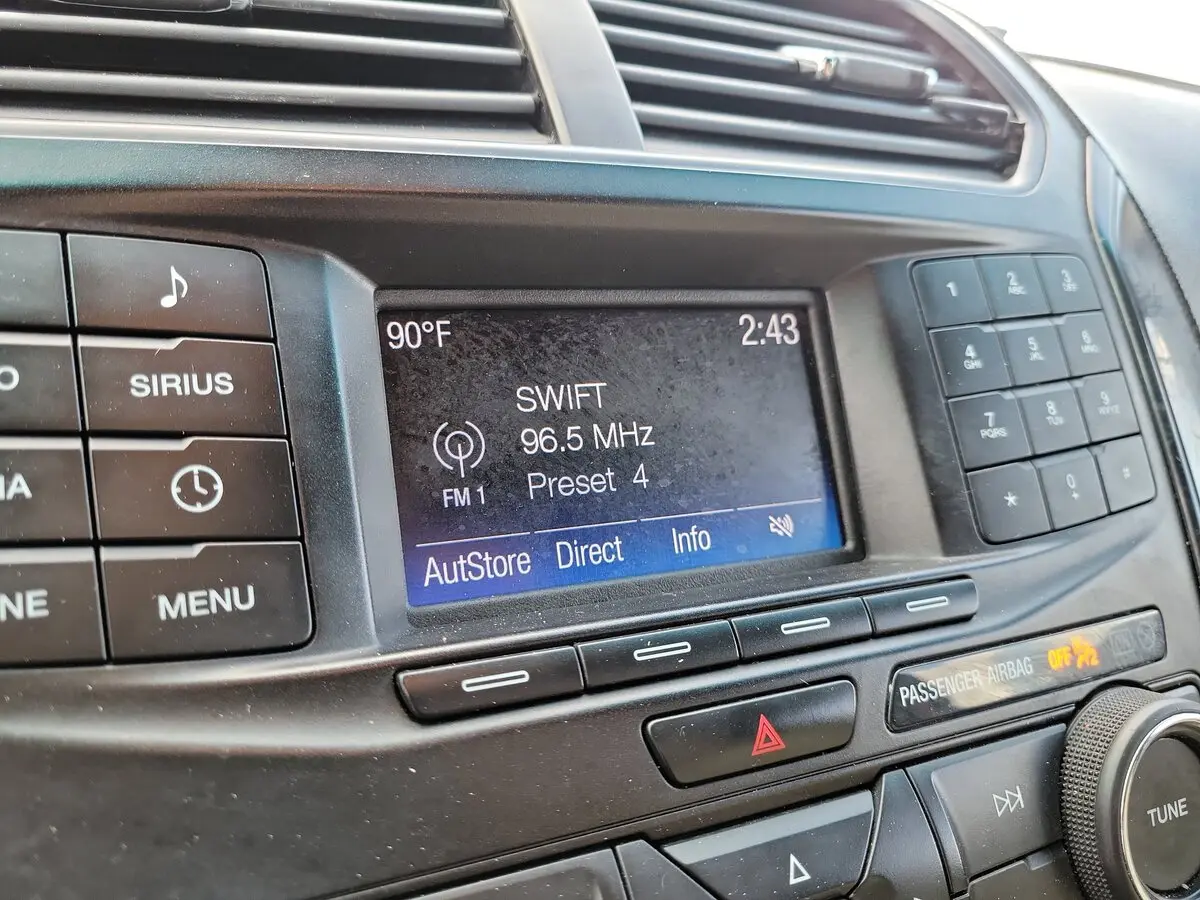 90°F
2:43
SWIFT
96.5 MHz
Preset 4
FM 1
AutStore
Direct
Info
SIRIUS
MENU
O
IA
NE
1
2
ABC
3
DEF
4
GHI
5
JKL
6
MNO
7
PQRS
8
TUV
9
WXYZ
*
0
+
#
PASSENGER AIRBAG
OFF
TUNE